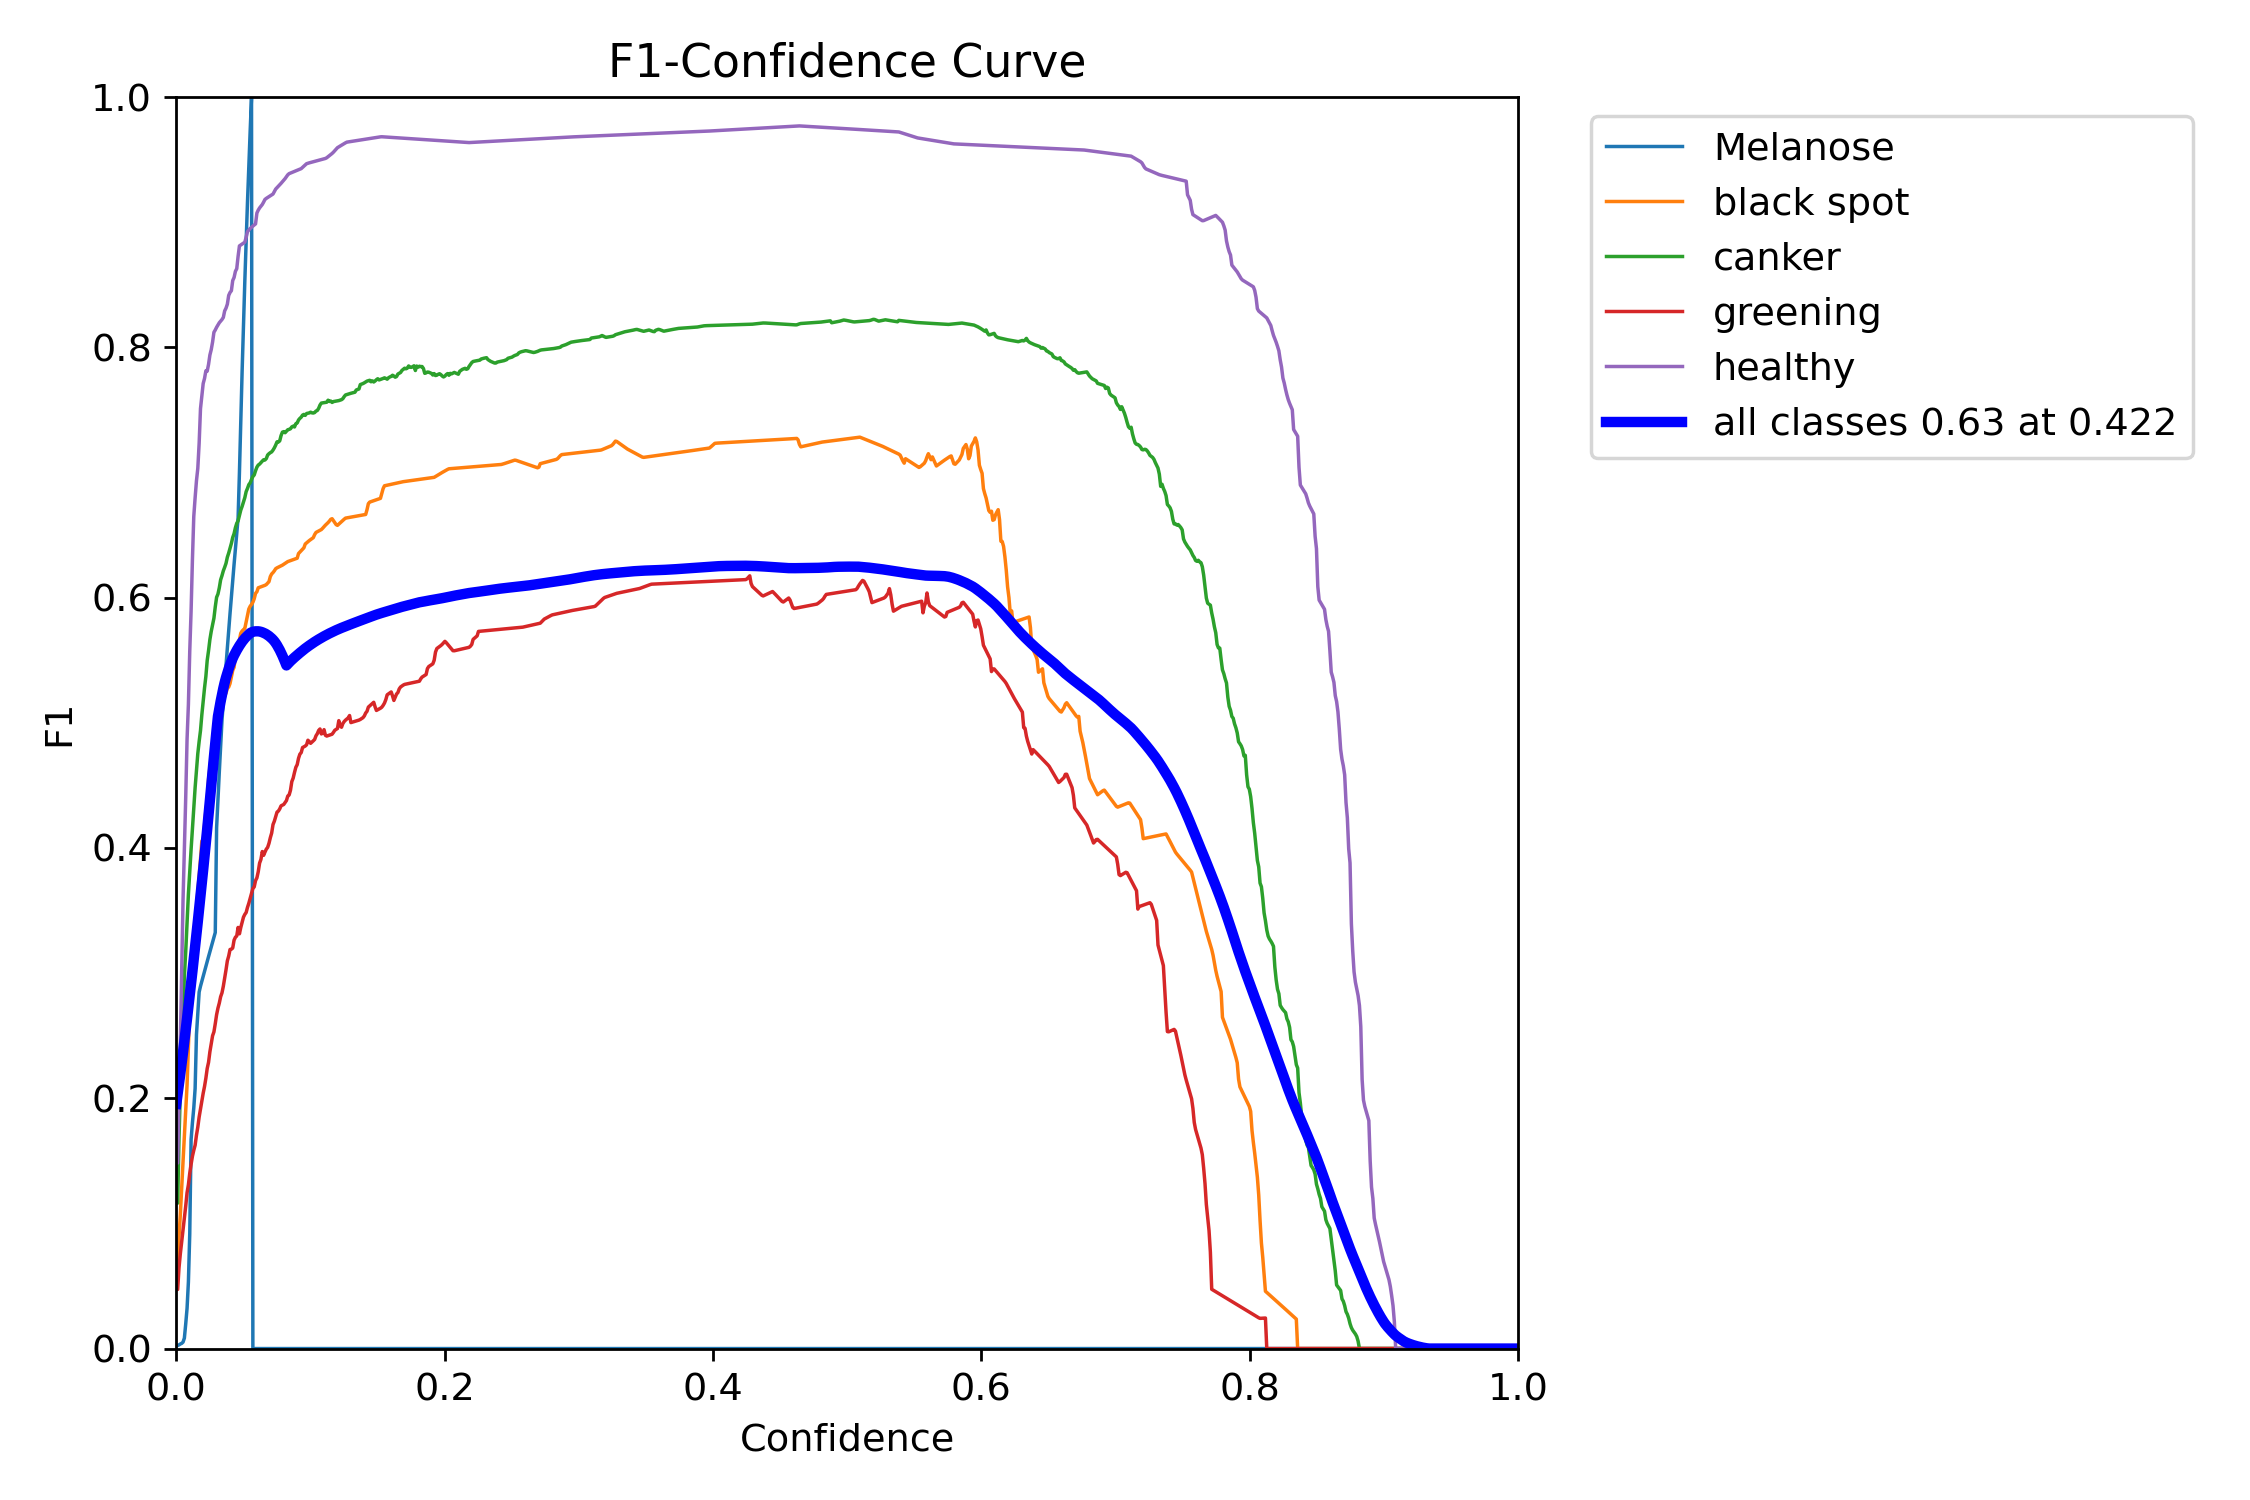 F1-Confidence Curve
1.0
0.8
0.6
0.4
0.2
0.0
F1
0.0 0.2 0.4 0.6 0.8 1.0
Confidence
Melanose
black spot
canker
greening
healthy
all classes 0.63 at 0.422